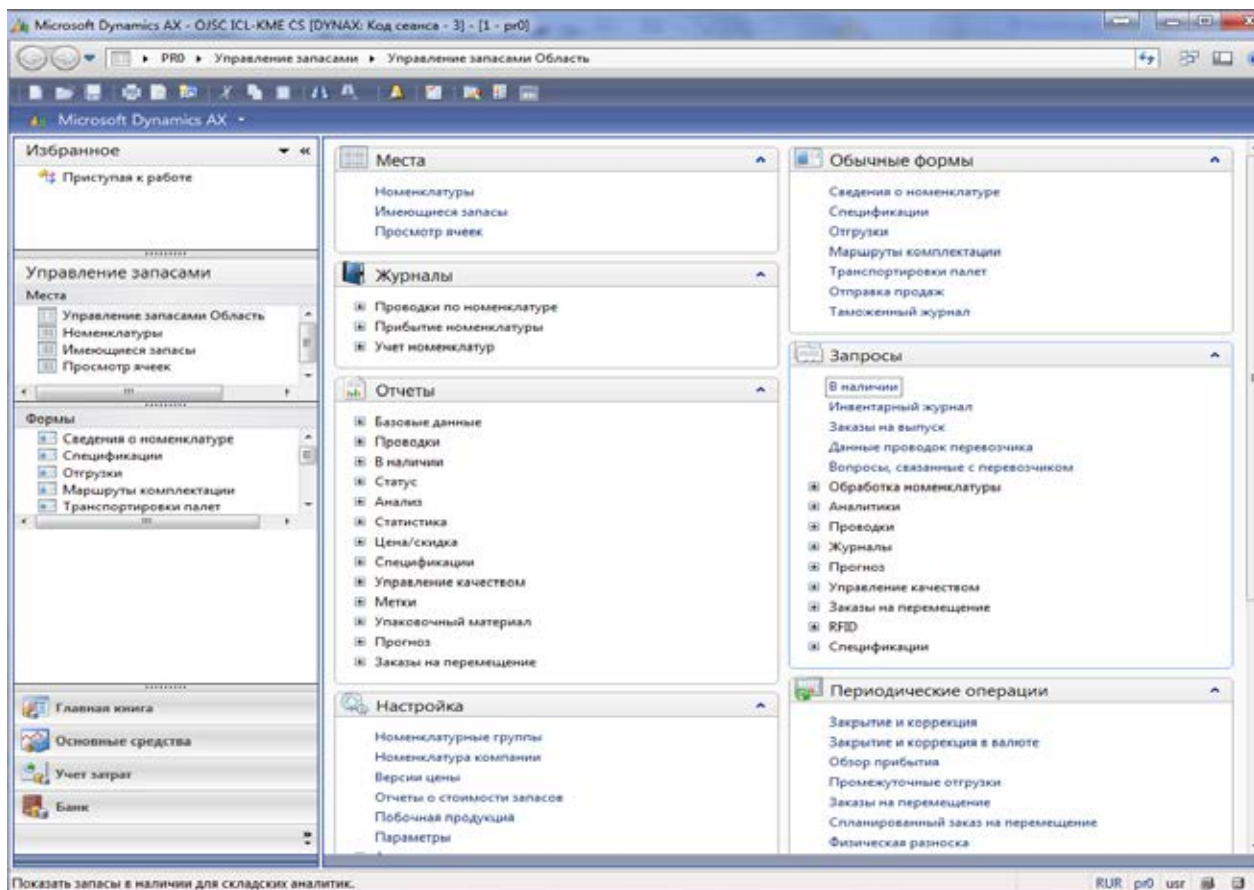 Microsoft Dynamics AX - OJSC ICL-KME CS [DYNAX: Код сеанса - 3] - [1 - pr0]
PR0 ▸ Управление запасами ▸ Управление запасами Область
Microsoft Dynamics AX
Избранное
Приступая к работе
Управление запасами
Места
Управление запасами Область
Номенклатуры
Имеющиеся запасы
Просмотр ячеек
Формы
Сведения о номенклатуре
Спецификации
Отгрузки
Маршруты комплектации
Транспортировки палет
Главная книга
Основные средства
Учет затрат
Банк
Места
Номенклатуры
Имеющиеся запасы
Просмотр ячеек
Журналы
Проводки по номенклатуре
Прибытие номенклатуры
Учет номенклатур
Отчеты
Базовые данные
Проводки
В наличии
Статус
Анализ
Статистика
Цена/скидка
Спецификации
Управление качеством
Метки
Упаковочный материал
Прогноз
Заказы на перемещение
Настройка
Номенклатурные группы
Номенклатура компании
Версии цены
Отчеты о стоимости запасов
Побочная продукция
Параметры
Обычные формы
Сведения о номенклатуре
Спецификации
Отгрузки
Маршруты комплектации
Транспортировки палет
Отправка продаж
Таможенный журнал
Запросы
В наличии
Инвентарный журнал
Заказы на выпуск
Данные проводок перевозчика
Вопросы, связанные с перевозчиком
Обработка номенклатуры
Аналитики
Проводки
Журналы
Прогноз
Управление качеством
Заказы на перемещение
RFID
Спецификации
Периодические операции
Закрытие и коррекция
Закрытие и коррекция в валюте
Обзор прибытия
Промежуточные отгрузки
Заказы на перемещение
Спланированный заказ на перемещение
Физическая разноска
Показать запасы в наличии для складских аналитик.
RUR pr0 usr